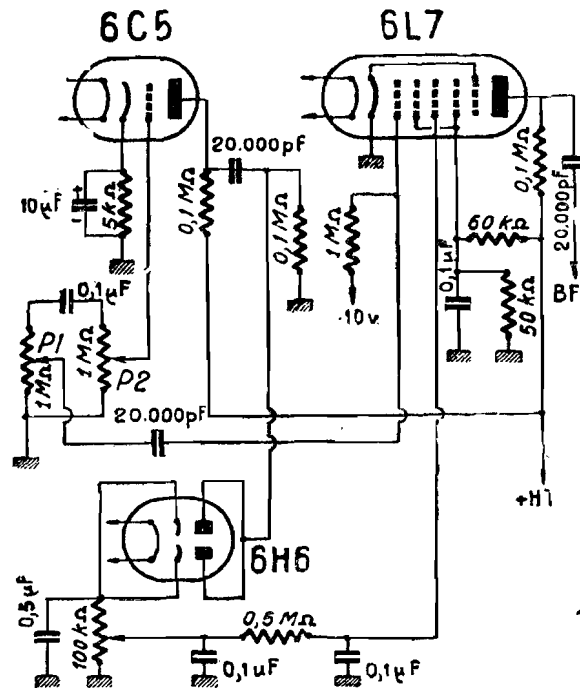 6C5
6L7
20.000pF
10µF
+
-
5kΩ
0,1MΩ
0,1MΩ
1MΩ
-10v.
0,1µF
60kΩ
50kΩ
0,1MΩ
20.000pF
BF
0,1µF
P1
1MΩ
1MΩ
P2
20.000pF
+HT
6H6
0,5µF
100kΩ
0,5MΩ
0,1uF
0,1µF